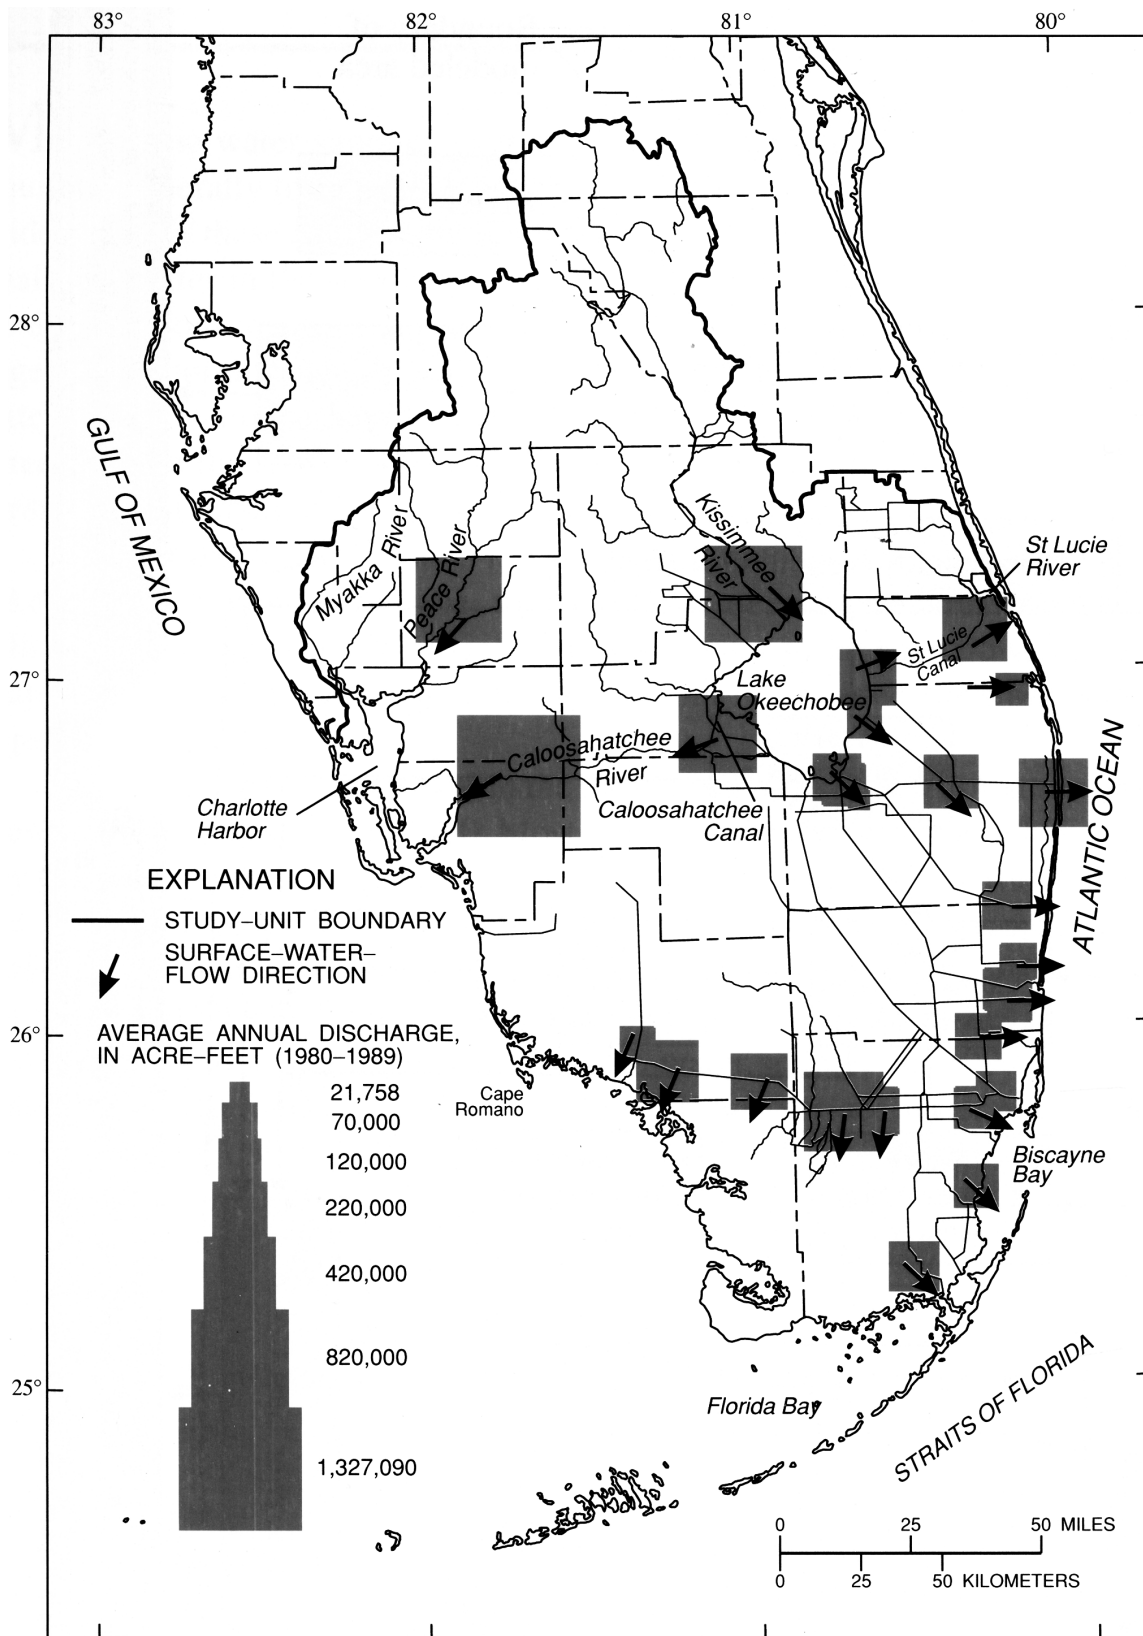 83°
82°
81°
80°
28°
27°
26°
25°
GULF OF MEXICO
Myakka River
Peace River
Kissimmee
River
St Lucie
River
St Lucie
Canal
Lake
Okeechobee
Caloosahatchee
River
Caloosahatchee
Canal
Charlotte
Harbor
ATLANTIC OCEAN
EXPLANATION
STUDY–UNIT BOUNDARY
SURFACE–WATER–
FLOW DIRECTION
AVERAGE ANNUAL DISCHARGE,
IN ACRE–FEET (1980–1989)
21,758
70,000
120,000
220,000
420,000
820,000
1,327,090
Cape
Romano
Biscayne
Bay
Florida Bay
STRAITS OF FLORIDA
0 25 50 MILES
0 25 50 KILOMETERS